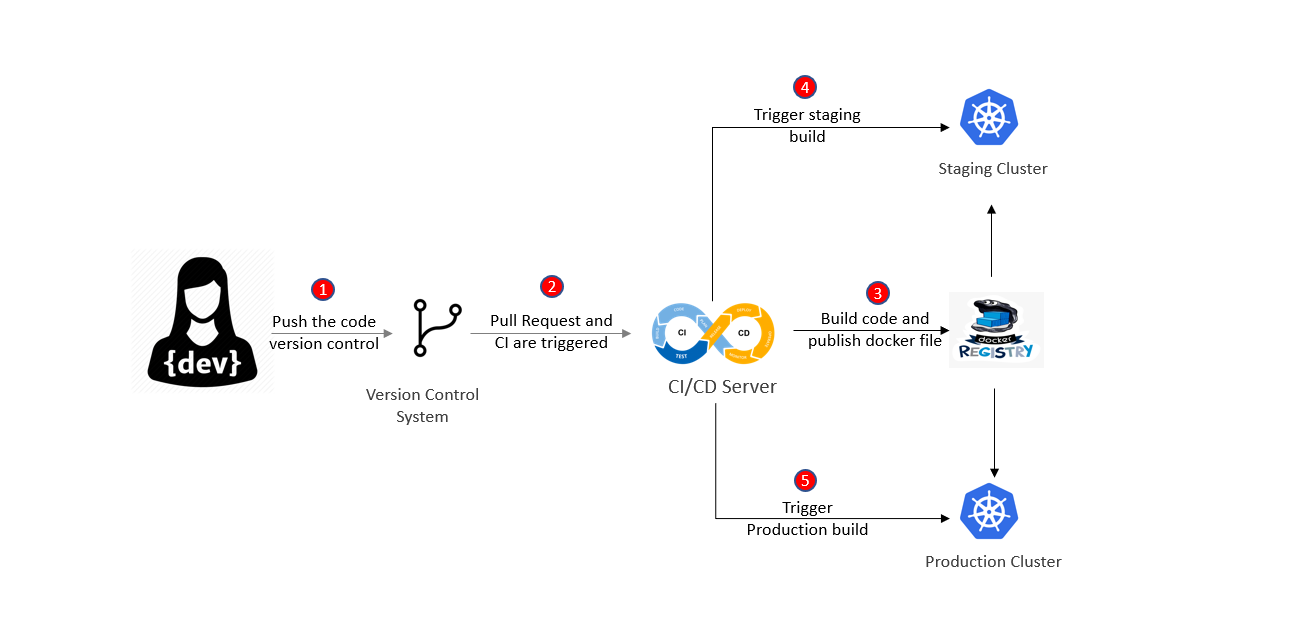 4
Trigger staging
build
Staging Cluster
1
Push the code
version control
{dev}
Version Control
System
2
Pull Request and
CI are triggered
CI
CD
TEST
CI/CD Server
3
Build code and
publish docker file
docker
REGISTRY
5
Trigger
Production build
Production Cluster